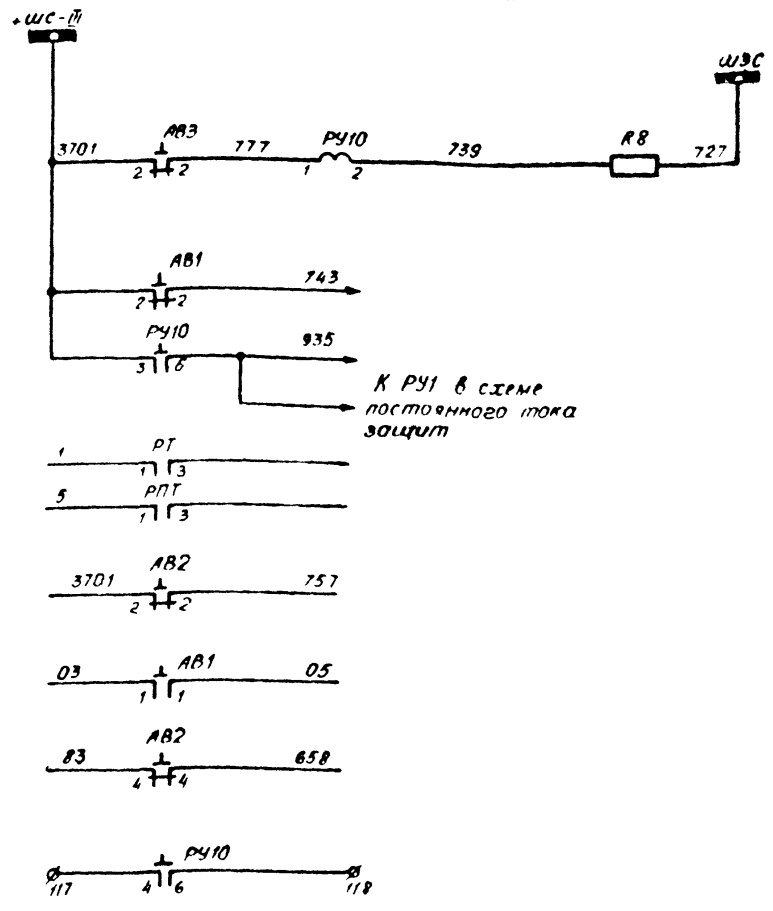 +ШС-III
ШЗС
3701 АВ3 777 РУ10 739 R8 727
2 2 1 2
АВ1 743
2 2
РУ10 935
3 6
К РУ1 в схеме
постоянного тока
защит
1 РТ
1 3
5 РПТ
1 3
3701 АВ2 757
2 2
03 АВ1 05
1 1
83 АВ2 658
4 4
РУ10
117 4 6 118